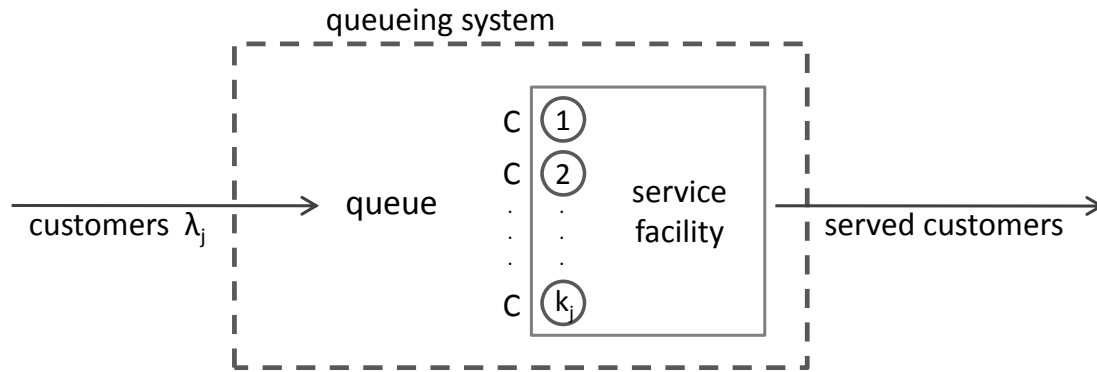 queueing system
C 1
C 2
queue
service
facility
customers λj
served customers
. .
. .
. .
C kj